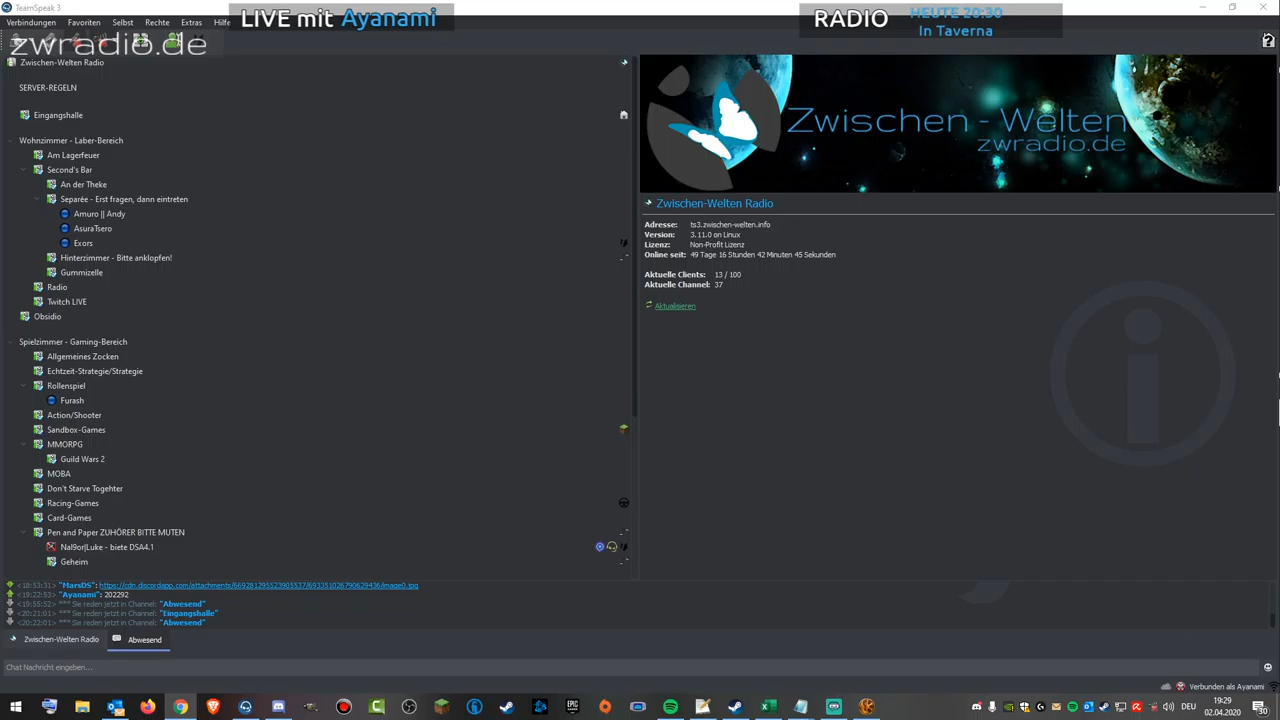 TeamSpeak 3
Verbindungen Favoriten Selbst Rechte Extras Hilfe
LIVE mit Ayanami
RADIO
HEUTE 20:30
In Taverna
zwradio.de
Zwischen-Welten Radio
SERVER-REGELN
Eingangshalle
Wohnzimmer - Laber-Bereich
Am Lagerfeuer
Second's Bar
An der Theke
Separée - Erst fragen, dann eintreten
Amuro || Andy
AsuraTsero
Exors
Hinterzimmer - Bitte anklopfen!
Gummizelle
Radio
Twitch LIVE
Obsidio
Spielzimmer - Gaming-Bereich
Allgemeines Zocken
Echtzeit-Strategie/Strategie
Rollenspiel
Furash
Action/Shooter
Sandbox-Games
MMORPG
Guild Wars 2
MOBA
Don't Starve Togehter
Racing-Games
Card-Games
Pen and Paper ZUHÖRER BITTE MUTEN
Nal9or|Luke - biete DSA4.1
Geheim
Zwischen - Welten
zwradio.de
Zwischen-Welten Radio
Adresse: ts3.zwischen-welten.info
Version: 3.11.0 on Linux
Lizenz: Non-Profit Lizenz
Online seit: 49 Tage 16 Stunden 42 Minuten 45 Sekunden
Aktuelle Clients: 13 / 100
Aktuelle Channel: 37
Aktualisieren
<18:53:31> "MarsDS": https://cdn.discordapp.com/attachments/669281295523905537/693351026790629436/image0.jpg
<19:22:53> "Ayanami": 202292
<19:55:52> *** Sie reden jetzt in Channel: "Abwesend"
<20:21:01> *** Sie reden jetzt in Channel: "Eingangshalle"
<20:22:01> *** Sie reden jetzt in Channel: "Abwesend"
Zwischen-Welten Radio Abwesend
Chat Nachricht eingeben...
Verbunden als Ayanami
DEU
19:29
02.04.2020